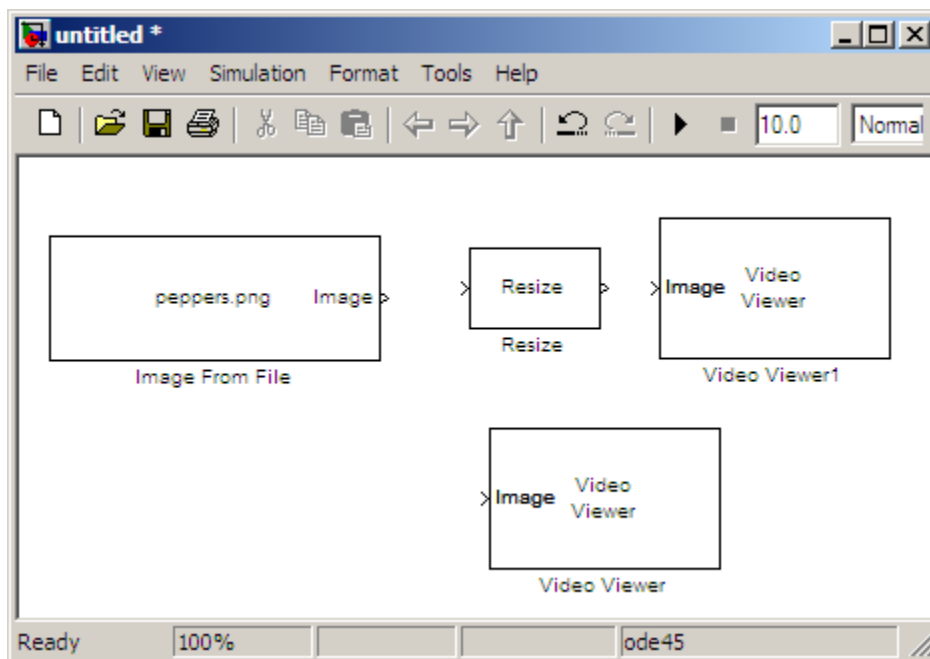 untitled *
File Edit View Simulation Format Tools Help
10.0 Normal
peppers.png Image
Image From File
Resize
Resize
Image Video
Viewer
Video Viewer1
Image Video
Viewer
Video Viewer
Ready 100% ode45